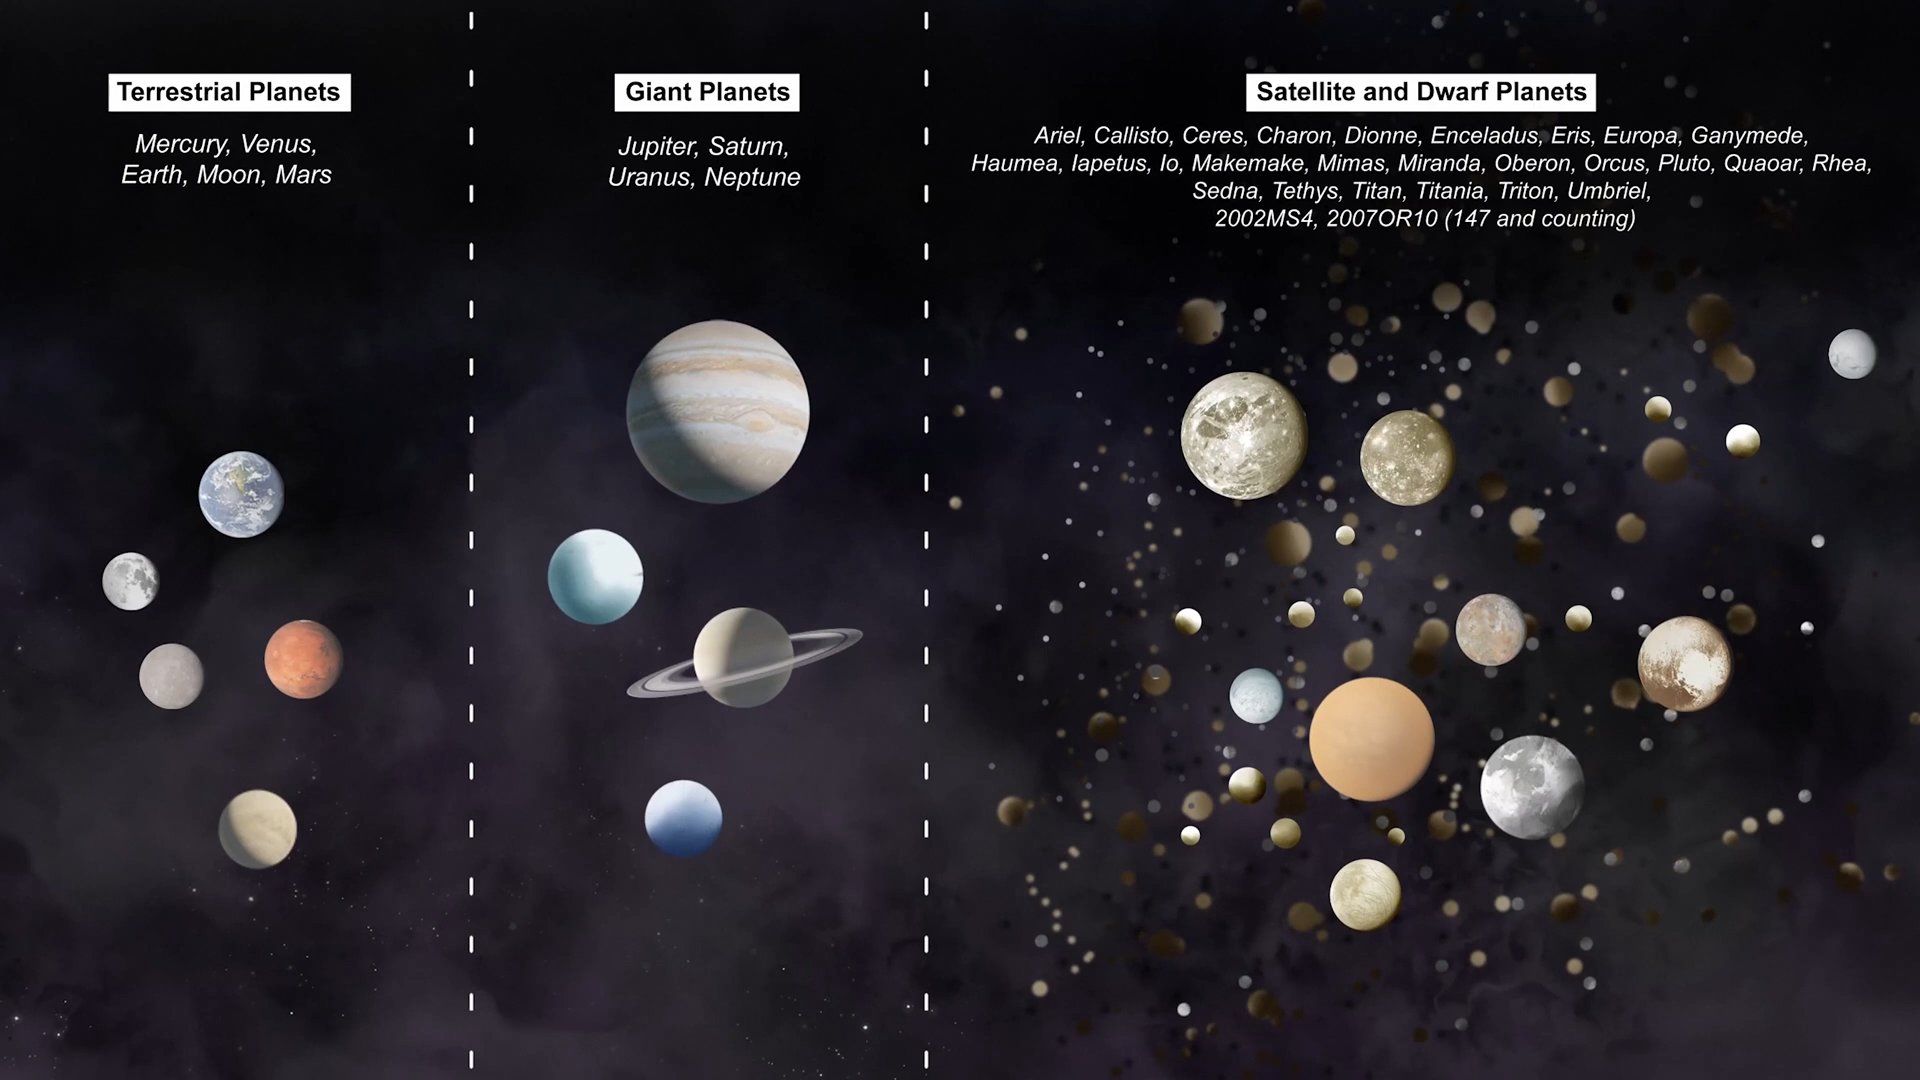 Terrestrial Planets
Mercury, Venus,
Earth, Moon, Mars
Giant Planets
Jupiter, Saturn,
Uranus, Neptune
Satellite and Dwarf Planets
Ariel, Callisto, Ceres, Charon, Dionne, Enceladus, Eris, Europa, Ganymede,
Haumea, Iapetus, Io, Makemake, Mimas, Miranda, Oberon, Orcus, Pluto, Quaoar, Rhea,
Sedna, Tethys, Titan, Titania, Triton, Umbriel,
2002MS4, 2007OR10 (147 and counting)